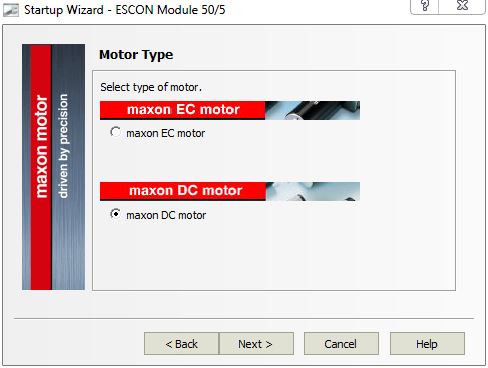 Startup Wizard - ESCON Module 50/5
Motor Type
Select type of motor.
maxon EC motor
maxon EC motor
maxon DC motor
maxon DC motor
maxon motor
driven by precision
< Back
Next >
Cancel
Help